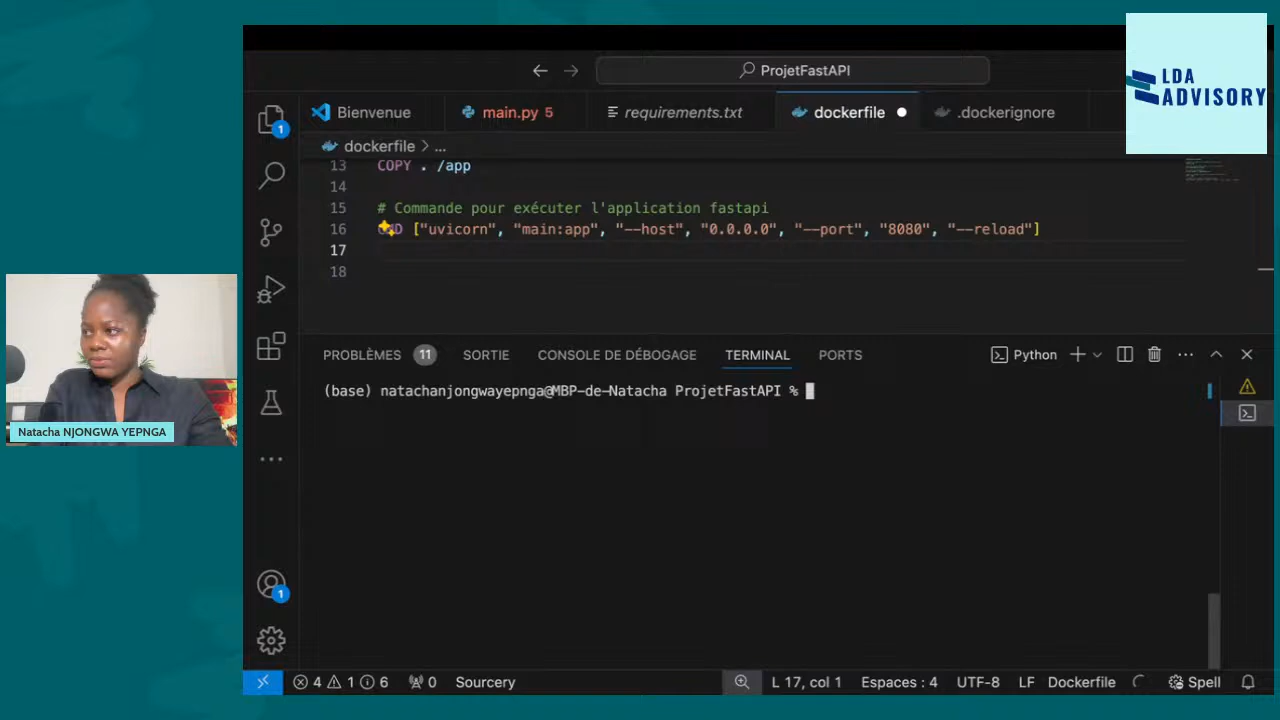 LDA
ADVISORY
ProjetFastAPI
Bienvenue
main.py 5
requirements.txt
dockerfile
.dockerignore
1
dockerfile > ...
13 COPY . /app
14
15 # Commande pour exécuter l'application fastapi
16 CMD ["uvicorn", "main:app", "--host", "0.0.0.0", "--port", "8080", "--reload"]
17
18
PROBLÈMES 11 SORTIE CONSOLE DE DÉBOGAGE TERMINAL PORTS Python
(base) natachanjongwayepnga@MBP-de-Natacha ProjetFastAPI %
Natacha NJONGWA YEPNGA
1
4 1 6 0 Sourcery L 17, col 1 Espaces : 4 UTF-8 LF Dockerfile Spell